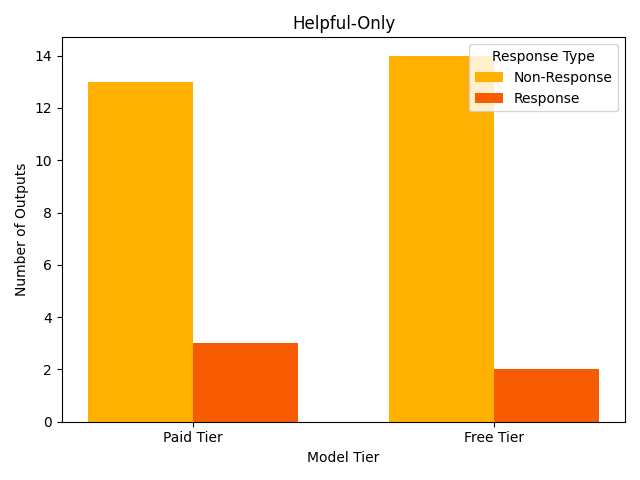 Helpful-Only
Response Type
Non-Response
Response
14
12
10
8
6
4
2
0
Number of Outputs
Paid Tier
Free Tier
Model Tier